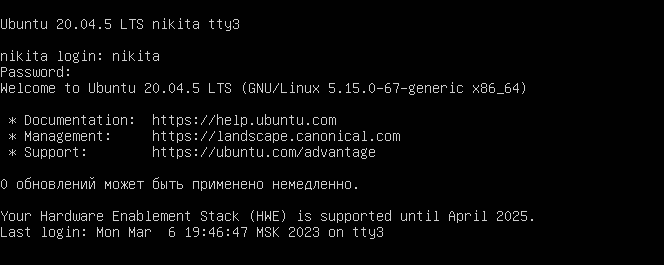 Ubuntu 20.04.5 LTS nikita tty3
nikita login: nikita
Password:
Welcome to Ubuntu 20.04.5 LTS (GNU/Linux 5.15.0-67-generic x86_64)
* Documentation:  https://help.ubuntu.com
* Management:     https://landscape.canonical.com
* Support:        https://ubuntu.com/advantage
0 обновлений может быть применено немедленно.
Your Hardware Enablement Stack (HWE) is supported until April 2025.
Last login: Mon Mar  6 19:46:47 MSK 2023 on tty3